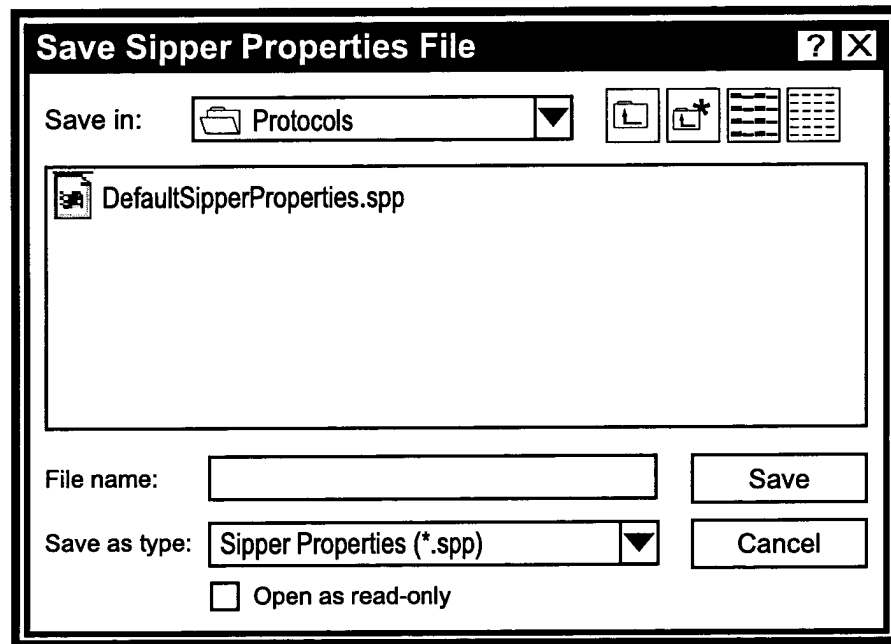 Save Sipper Properties File ? X
Save in: Protocols
DefaultSipperProperties.spp
File name: Save
Save as type: Sipper Properties (*.spp) Cancel
Open as read-only